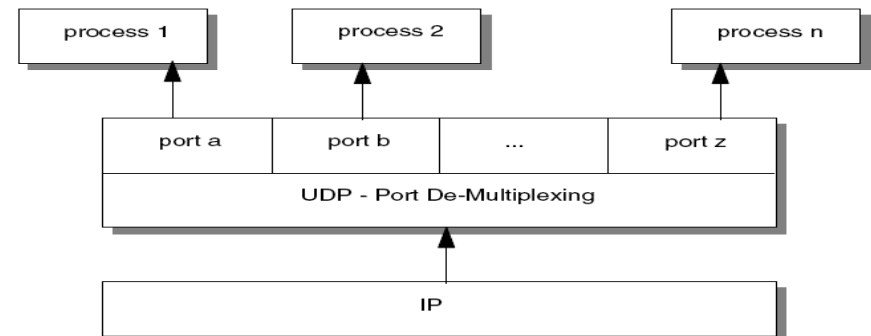 process 1
process 2
process n
port a
port b
...
port z
UDP - Port De-Multiplexing
IP